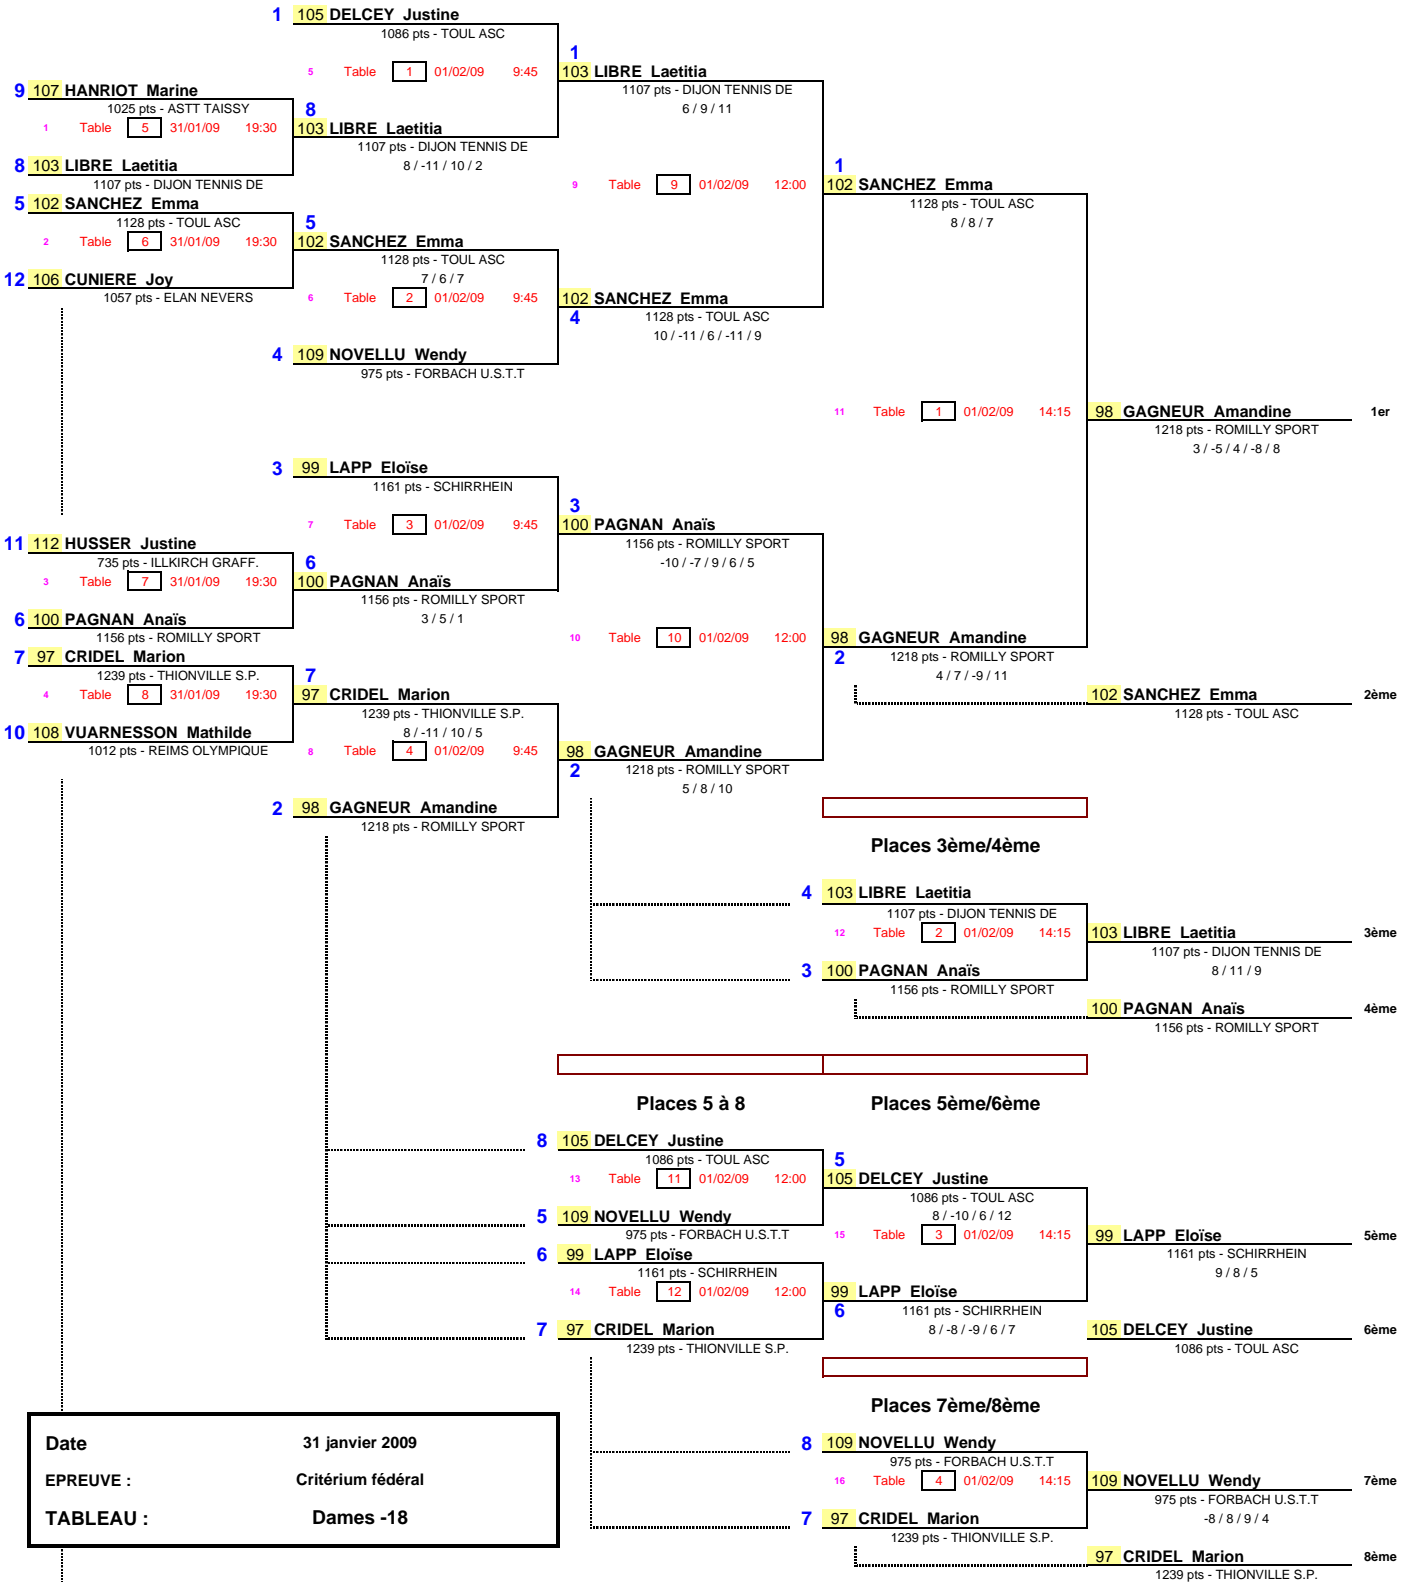 1 105 DELCEY Justine
1086 pts - TOUL ASC
5 Table 1 01/02/09 9:45
1
103 LIBRE Laetitia
1107 pts - DIJON TENNIS DE
6 / 9 / 11
9 107 HANRIOT Marine
1025 pts - ASTT TAISSY
1 Table 5 31/01/09 19:30
8
103 LIBRE Laetitia
1107 pts - DIJON TENNIS DE
8 / -11 / 10 / 2
8 103 LIBRE Laetitia
1107 pts - DIJON TENNIS DE
9 Table 9 01/02/09 12:00
1
102 SANCHEZ Emma
1128 pts - TOUL ASC
8 / 8 / 7
5 102 SANCHEZ Emma
1128 pts - TOUL ASC
2 Table 6 31/01/09 19:30
5
102 SANCHEZ Emma
1128 pts - TOUL ASC
7 / 6 / 7
12 106 CUNIERE Joy
1057 pts - ELAN NEVERS
6 Table 2 01/02/09 9:45
102 SANCHEZ Emma
4
1128 pts - TOUL ASC
10 / -11 / 6 / -11 / 9
4 109 NOVELLU Wendy
975 pts - FORBACH U.S.T.T
11 Table 1 01/02/09 14:15
98 GAGNEUR Amandine 1er
1218 pts - ROMILLY SPORT
3 / -5 / 4 / -8 / 8
3 99 LAPP Eloïse
1161 pts - SCHIRRHEIN
7 Table 3 01/02/09 9:45
3
100 PAGNAN Anaïs
1156 pts - ROMILLY SPORT
-10 / -7 / 9 / 6 / 5
11 112 HUSSER Justine
735 pts - ILLKIRCH GRAFF.
3 Table 7 31/01/09 19:30
6
100 PAGNAN Anaïs
1156 pts - ROMILLY SPORT
3 / 5 / 1
6 100 PAGNAN Anaïs
1156 pts - ROMILLY SPORT
10 Table 10 01/02/09 12:00
98 GAGNEUR Amandine
2
1218 pts - ROMILLY SPORT
4 / 7 / -9 / 11
7 97 CRIDEL Marion
1239 pts - THIONVILLE S.P.
4 Table 8 31/01/09 19:30
7
97 CRIDEL Marion
1239 pts - THIONVILLE S.P.
8 / -11 / 10 / 5
102 SANCHEZ Emma 2ème
1128 pts - TOUL ASC
10 108 VUARNESSON Mathilde
1012 pts - REIMS OLYMPIQUE
8 Table 4 01/02/09 9:45
98 GAGNEUR Amandine
2
1218 pts - ROMILLY SPORT
5 / 8 / 10
2 98 GAGNEUR Amandine
1218 pts - ROMILLY SPORT
Places 3ème/4ème
4 103 LIBRE Laetitia
1107 pts - DIJON TENNIS DE
12 Table 2 01/02/09 14:15
103 LIBRE Laetitia 3ème
1107 pts - DIJON TENNIS DE
8 / 11 / 9
3 100 PAGNAN Anaïs
1156 pts - ROMILLY SPORT
100 PAGNAN Anaïs 4ème
1156 pts - ROMILLY SPORT
Places 5 à 8 Places 5ème/6ème
8 105 DELCEY Justine
1086 pts - TOUL ASC
13 Table 11 01/02/09 12:00
5
105 DELCEY Justine
1086 pts - TOUL ASC
8 / -10 / 6 / 12
5 109 NOVELLU Wendy
975 pts - FORBACH U.S.T.T
15 Table 3 01/02/09 14:15
99 LAPP Eloïse 5ème
1161 pts - SCHIRRHEIN
9 / 8 / 5
6 99 LAPP Eloïse
1161 pts - SCHIRRHEIN
14 Table 12 01/02/09 12:00
99 LAPP Eloïse
6
1161 pts - SCHIRRHEIN
8 / -8 / -9 / 6 / 7
7 97 CRIDEL Marion
1239 pts - THIONVILLE S.P.
105 DELCEY Justine 6ème
1086 pts - TOUL ASC
Places 7ème/8ème
8 109 NOVELLU Wendy
975 pts - FORBACH U.S.T.T
16 Table 4 01/02/09 14:15
109 NOVELLU Wendy 7ème
975 pts - FORBACH U.S.T.T
-8 / 8 / 9 / 4
7 97 CRIDEL Marion
1239 pts - THIONVILLE S.P.
97 CRIDEL Marion 8ème
1239 pts - THIONVILLE S.P.
Date 31 janvier 2009
EPREUVE : Critérium fédéral
TABLEAU : Dames -18